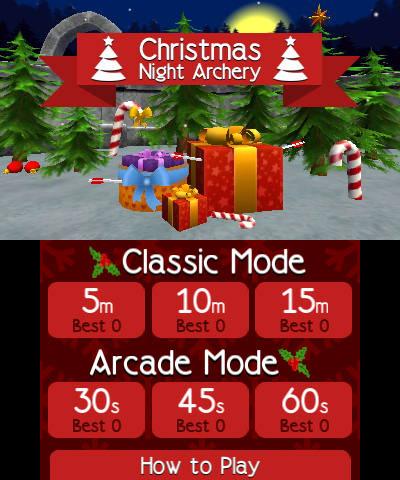 Christmas
Night Archery
Classic Mode
5m 10m 15m
Best 0 Best 0 Best 0
Arcade Mode
30s 45s 60s
Best 0 Best 0 Best 0
How to Play